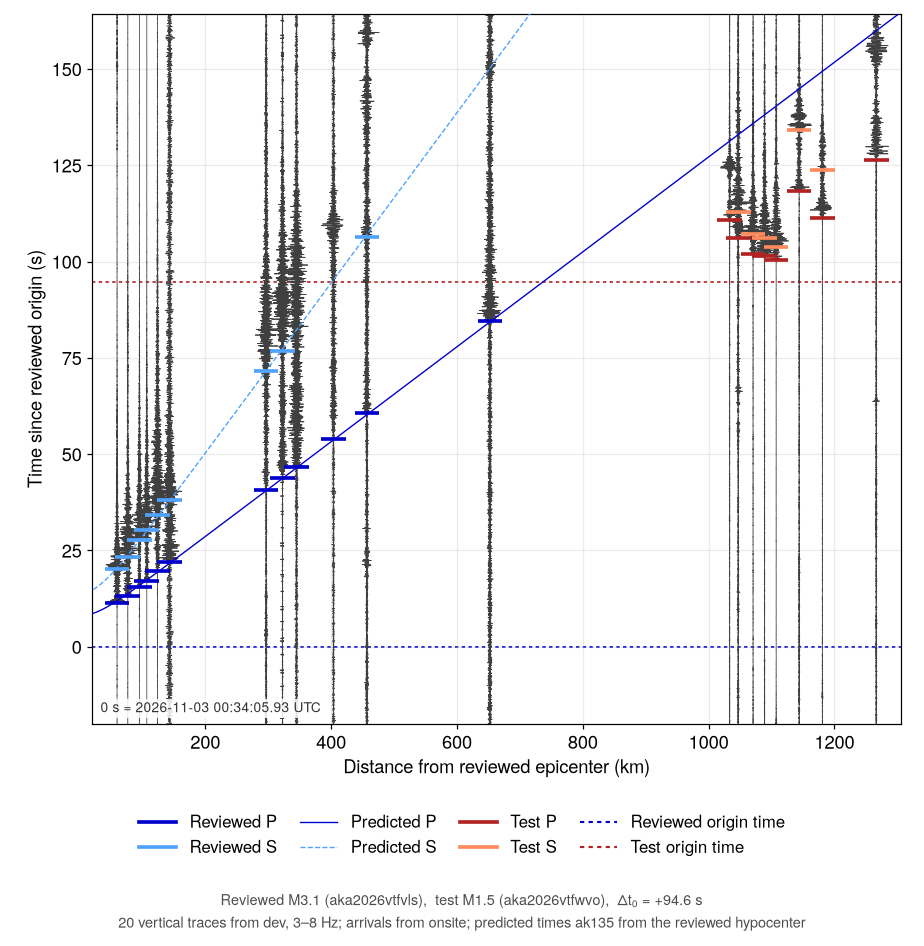 150
125
100
75
50
25
0
Time since reviewed origin (s)
0 s = 2026-11-03 00:34:05.93 UTC
200 400 600 800 1000 1200
Distance from reviewed epicenter (km)
Reviewed P Predicted P Test P Reviewed origin time
Reviewed S Predicted S Test S Test origin time
Reviewed M3.1 (aka2026vtfvls), test M1.5 (aka2026vtfwvo), Δt₀ = +94.6 s
20 vertical traces from dev, 3–8 Hz; arrivals from onsite; predicted times ak135 from the reviewed hypocenter